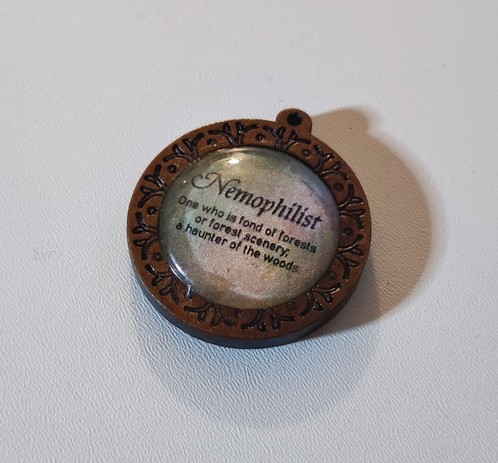 Nemophilist
One who is fond of forests
or forest scenery;
a haunter of the woods.